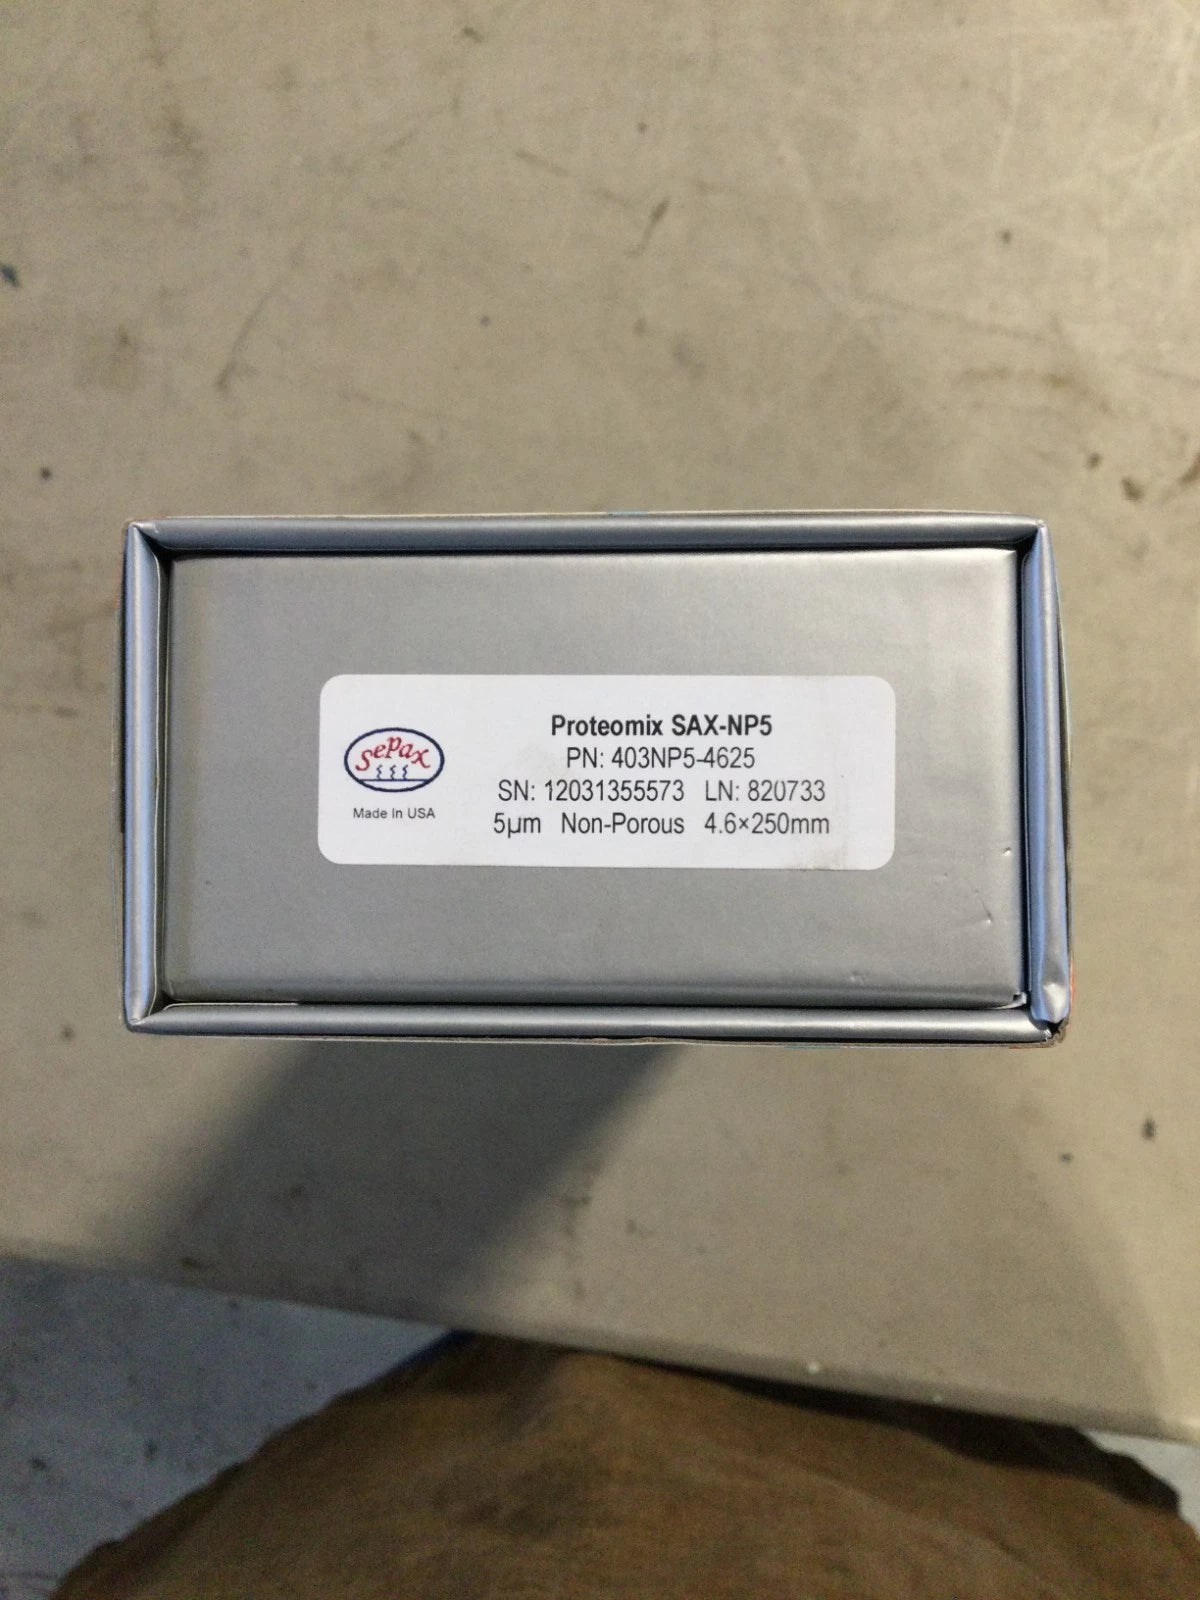 Proteomix SAX-NP5
PN: 403NP5-4625
SN: 12031355573 LN: 820733
5µm Non-Porous 4.6×250mm
Sepax
Made In USA